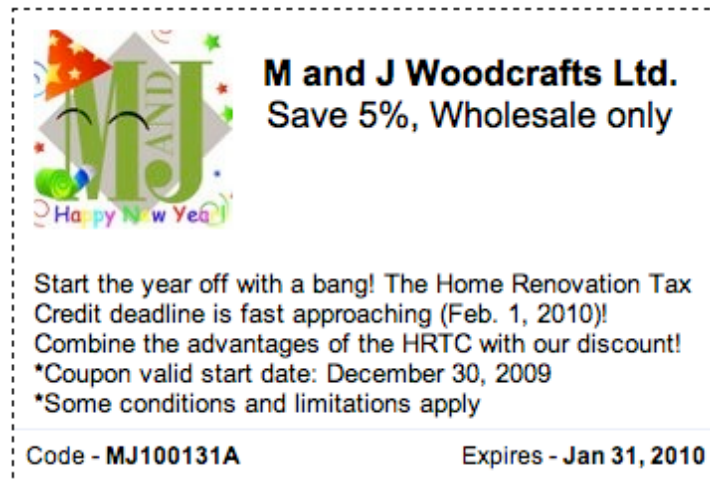 M AND J
Happy New Year!
M and J Woodcrafts Ltd.
Save 5%, Wholesale only
Start the year off with a bang! The Home Renovation Tax
Credit deadline is fast approaching (Feb. 1, 2010)!
Combine the advantages of the HRTC with our discount!
*Coupon valid start date: December 30, 2009
*Some conditions and limitations apply
Code - MJ100131A Expires - Jan 31, 2010